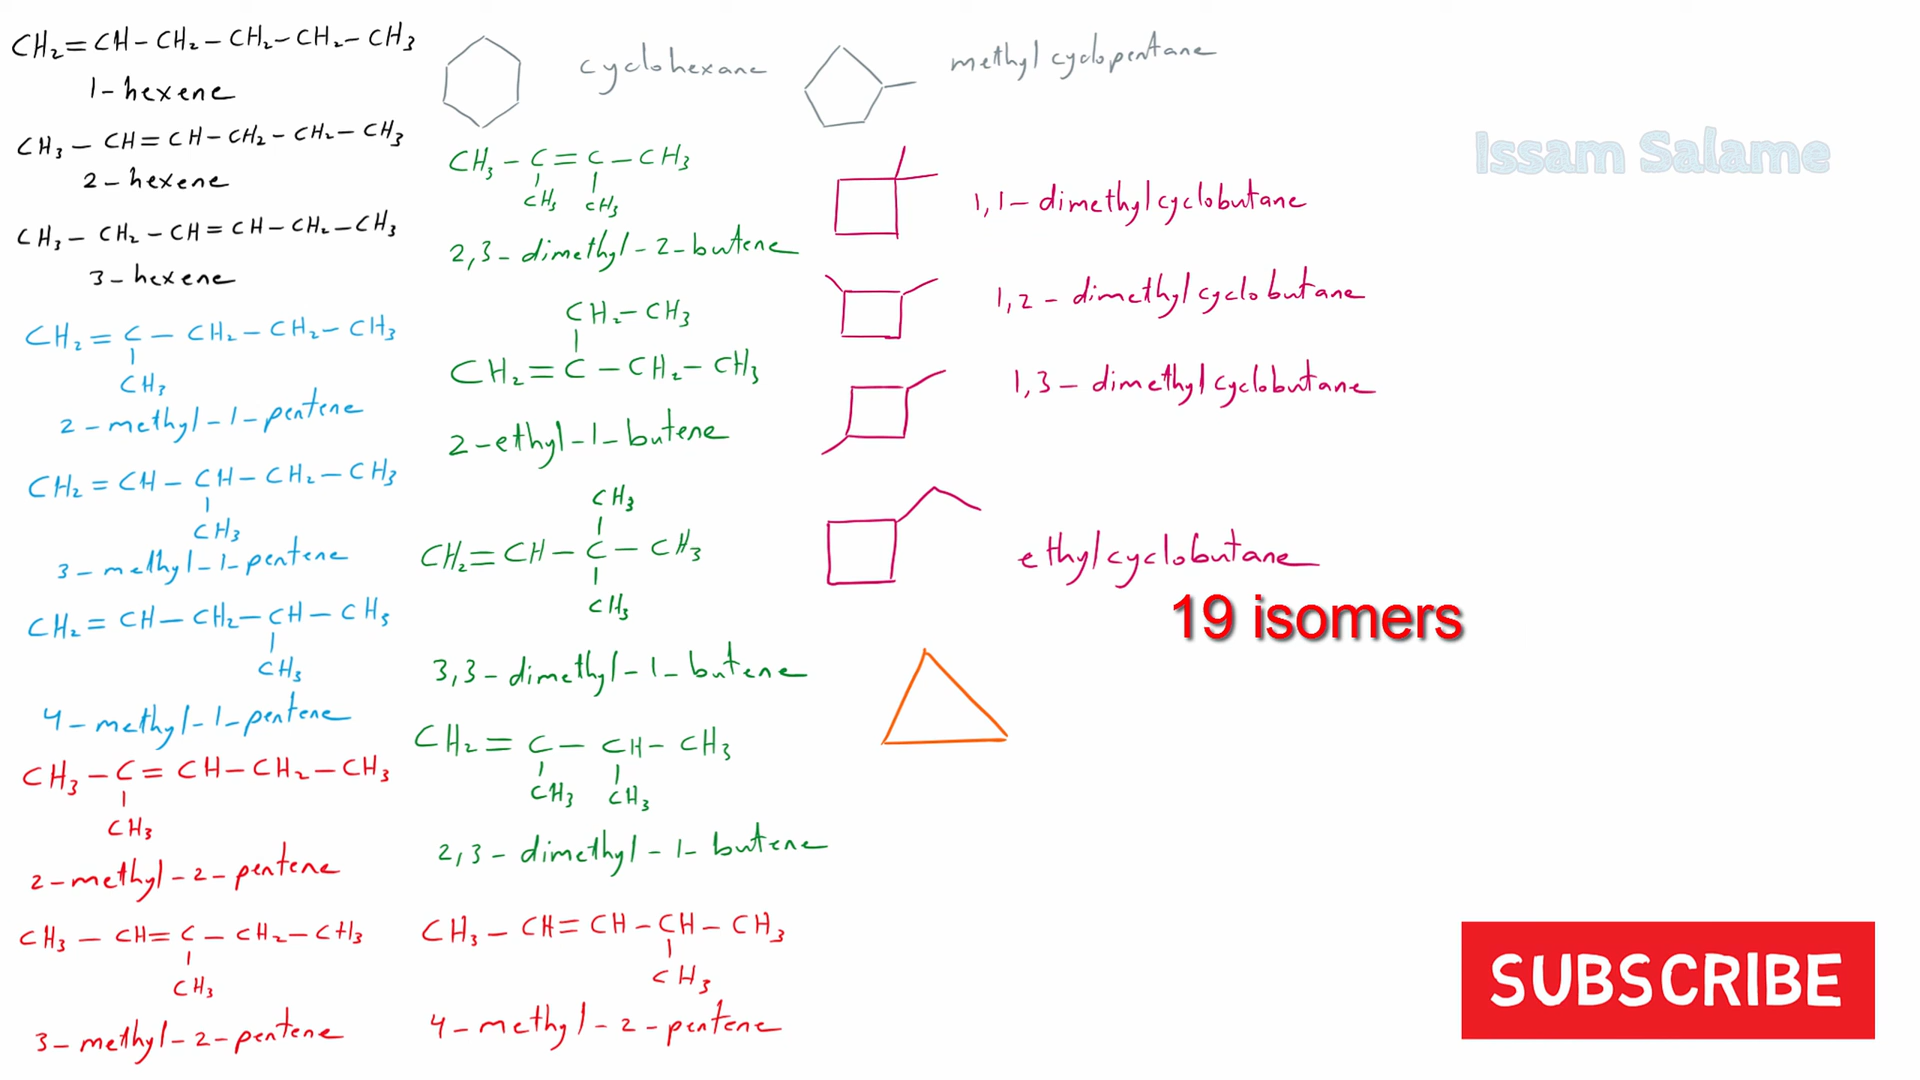 CH₂=CH-CH₂-CH₂-CH₂-CH₃
1-hexene
CH₃-CH=CH-CH₂-CH₂-CH₃
2-hexene
CH₃-CH₂-CH=CH-CH₂-CH₃
3-hexene
CH₂=C-CH₂-CH₂-CH₃
CH₃
2-methyl-1-pentene
CH₂=CH-CH-CH₂-CH₃
CH₃
3-methyl-1-pentene
CH₂=CH-CH₂-CH-CH₃
CH₃
4-methyl-1-pentene
CH₃-C=CH-CH₂-CH₃
CH₃
2-methyl-2-pentene
CH₃-CH=C-CH₂-CH₃
CH₃
3-methyl-2-pentene
cyclohexane
methylcyclopentane
CH₃-C=C-CH₃
CH₃ CH₃
2,3-dimethyl-2-butene
CH₂-CH₃
CH₂=C-CH₂-CH₃
2-ethyl-1-butene
CH₃
CH₂=CH-C-CH₃
CH₃
3,3-dimethyl-1-butene
CH₂=C-CH-CH₃
CH₃ CH₃
2,3-dimethyl-1-butene
CH₃-CH=CH-CH-CH₃
CH₃
4-methyl-2-pentene
1,1-dimethylcyclobutane
1,2-dimethylcyclobutane
1,3-dimethylcyclobutane
ethylcyclobutane
19 isomers
Issam Salame
SUBSCRIBE